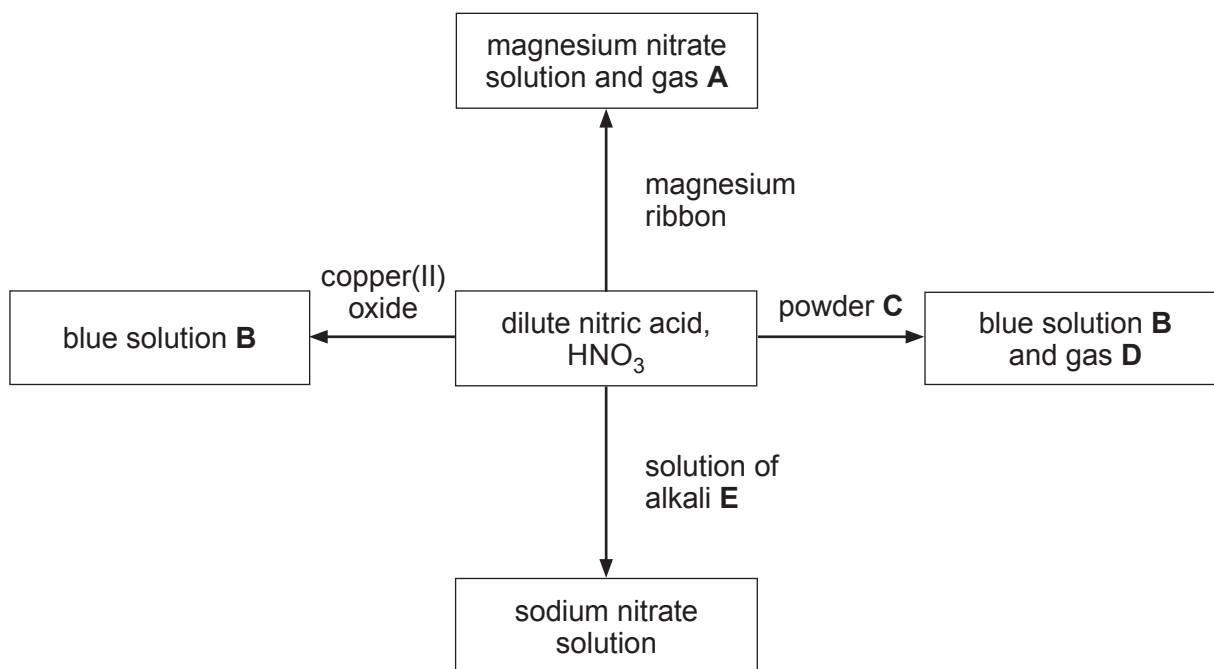 magnesium nitrate
solution and gas A
magnesium
ribbon
copper(II)
oxide
blue solution B
dilute nitric acid,
HNO₃
powder C
blue solution B
and gas D
solution of
alkali E
sodium nitrate
solution